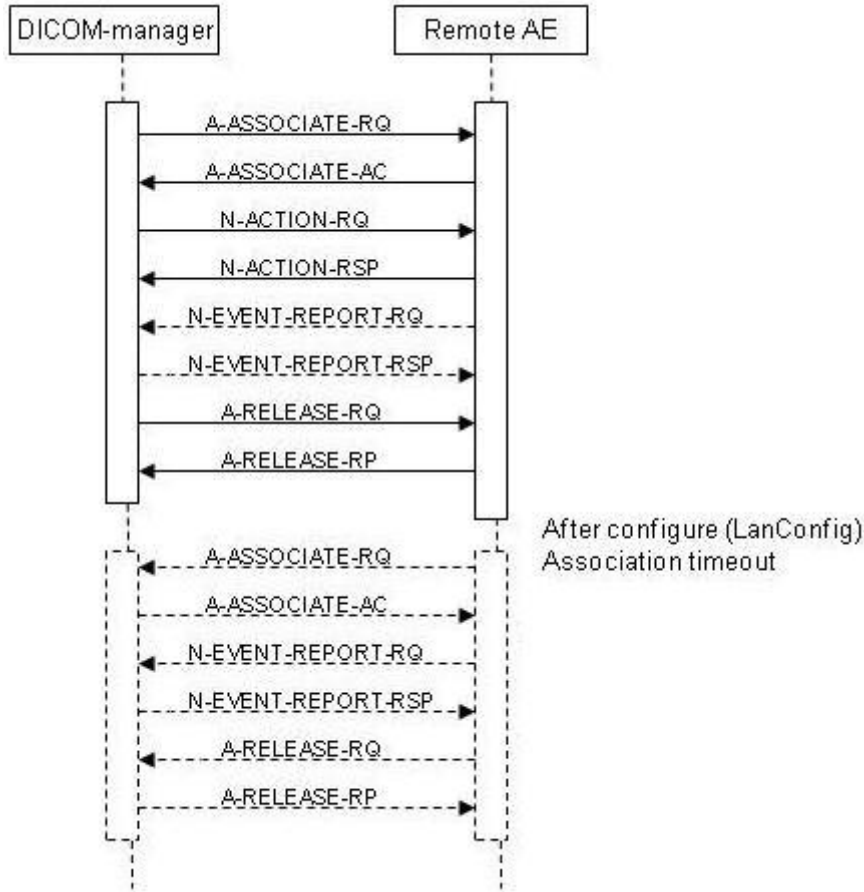 DICOM-manager
Remote AE
A-ASSOCIATE-RQ
A-ASSOCIATE-AC
N-ACTION-RQ
N-ACTION-RSP
N-EVENT-REPORT-RQ
N-EVENT-REPORT-RSP
A-RELEASE-RQ
A-RELEASE-RP
After configure (LanConfig)
Association timeout
A-ASSOCIATE-RQ
A-ASSOCIATE-AC
N-EVENT-REPORT-RQ
N-EVENT-REPORT-RSP
A-RELEASE-RQ
A-RELEASE-RP